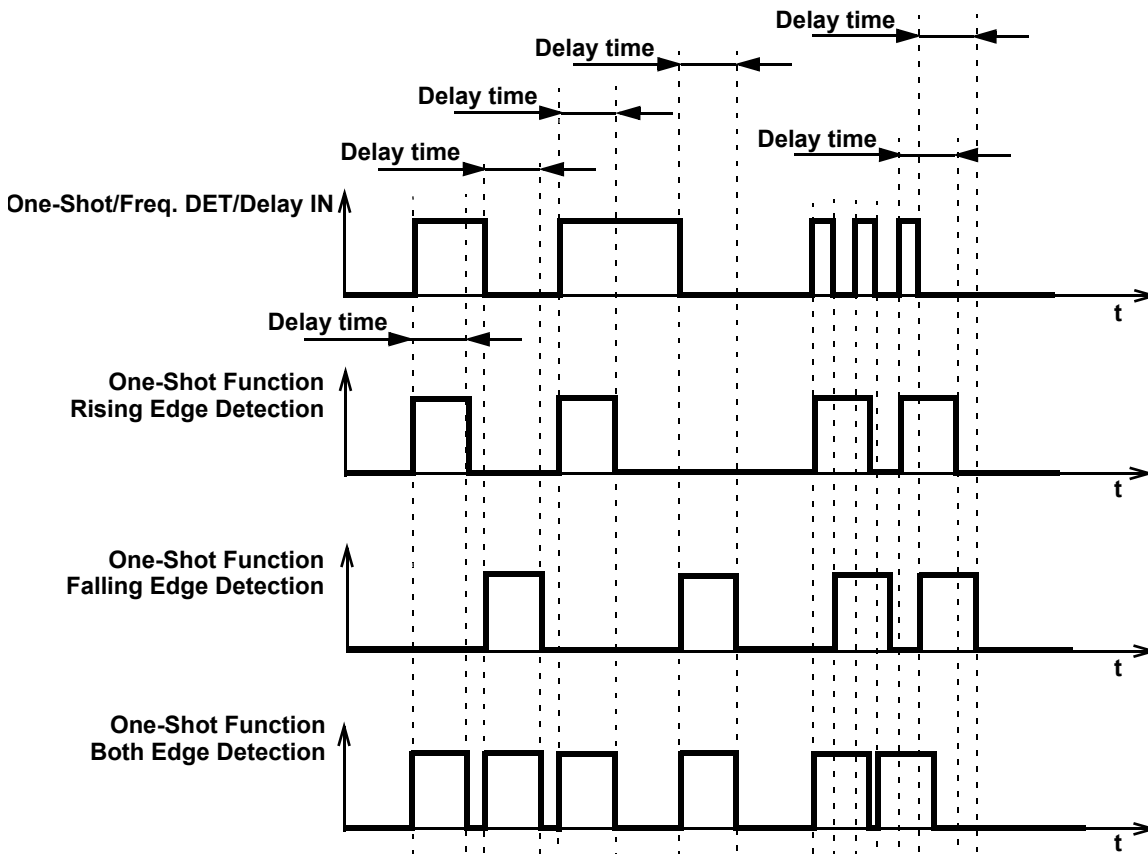 Delay time
Delay time
Delay time
Delay time
Delay time
One-Shot/Freq. DET/Delay IN
t
Delay time
One-Shot Function
Rising Edge Detection
t
One-Shot Function
Falling Edge Detection
t
One-Shot Function
Both Edge Detection
t